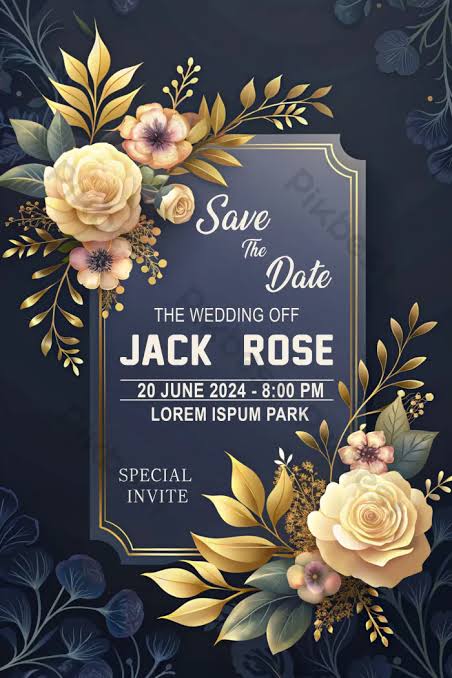 Save
The
Date
THE WEDDING OFF
JACK ROSE
20 JUNE 2024 - 8:00 PM
LOREM ISPUM PARK
SPECIAL
INVITE